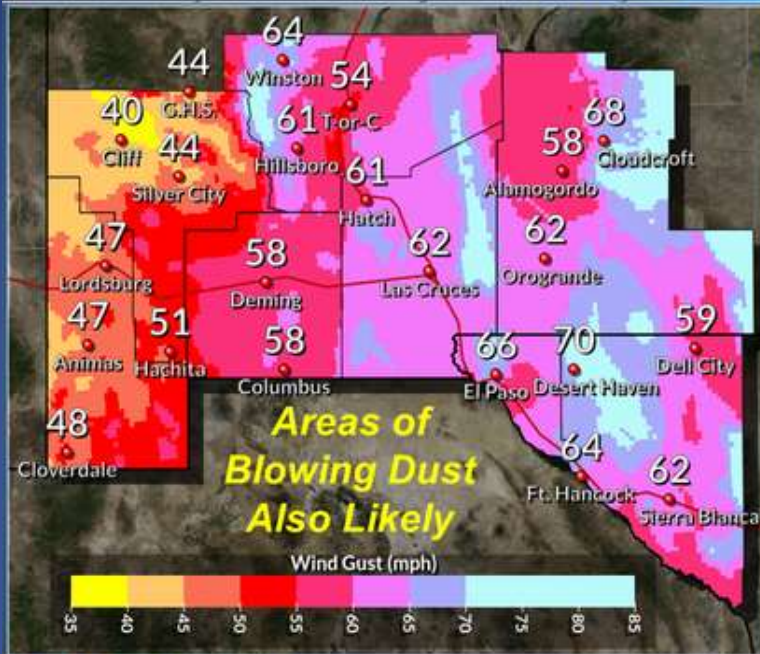 64
Winston
44
G.H.S.
54
T-or-C
40
Cliff
61
Hillsboro
68
Cloudcroft
44
Silver City
58
Alamogordo
61
Hatch
47
Lordsburg
58
Deming
62
Las Cruces
62
Orogrande
47
Animas
51
Hachita
58
Columbus
66
El Paso
70
Desert Haven
59
Dell City
48
Cloverdale
64
Ft. Hancock
62
Sierra Blanca
Areas of
Blowing Dust
Also Likely
Wind Gust (mph)
35 40 45 50 55 60 65 70 75 80 85